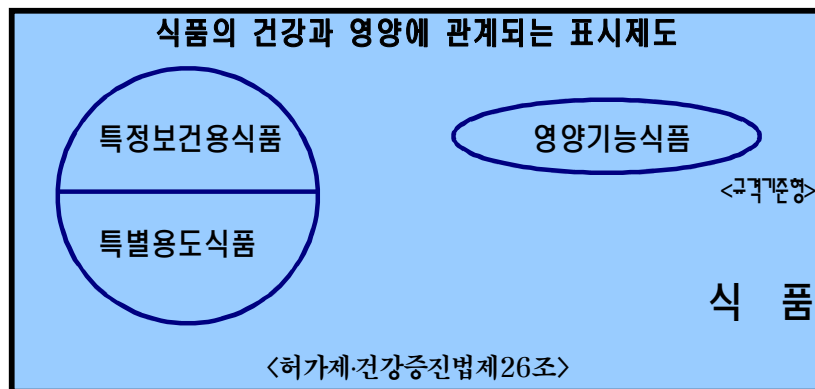 식품의 건강과 영양에 관계되는 표시제도
특정보건용식품
영양기능식픔
<규격기준형>
특별용도식품
식 품
<허가제·건강증진법제26조>